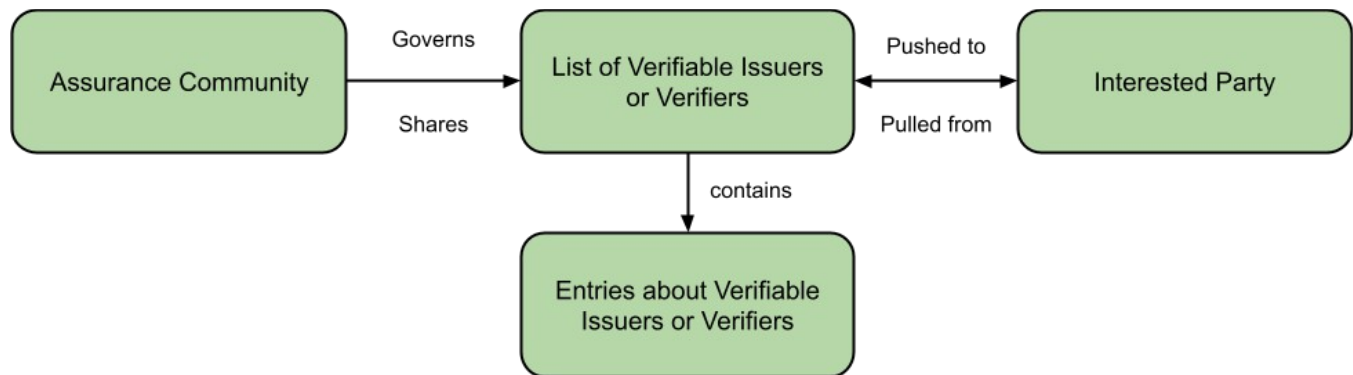 Assurance Community
Governs
Shares
List of Verifiable Issuers
or Verifiers
Pushed to
Pulled from
Interested Party
contains
Entries about Verifiable
Issuers or Verifiers